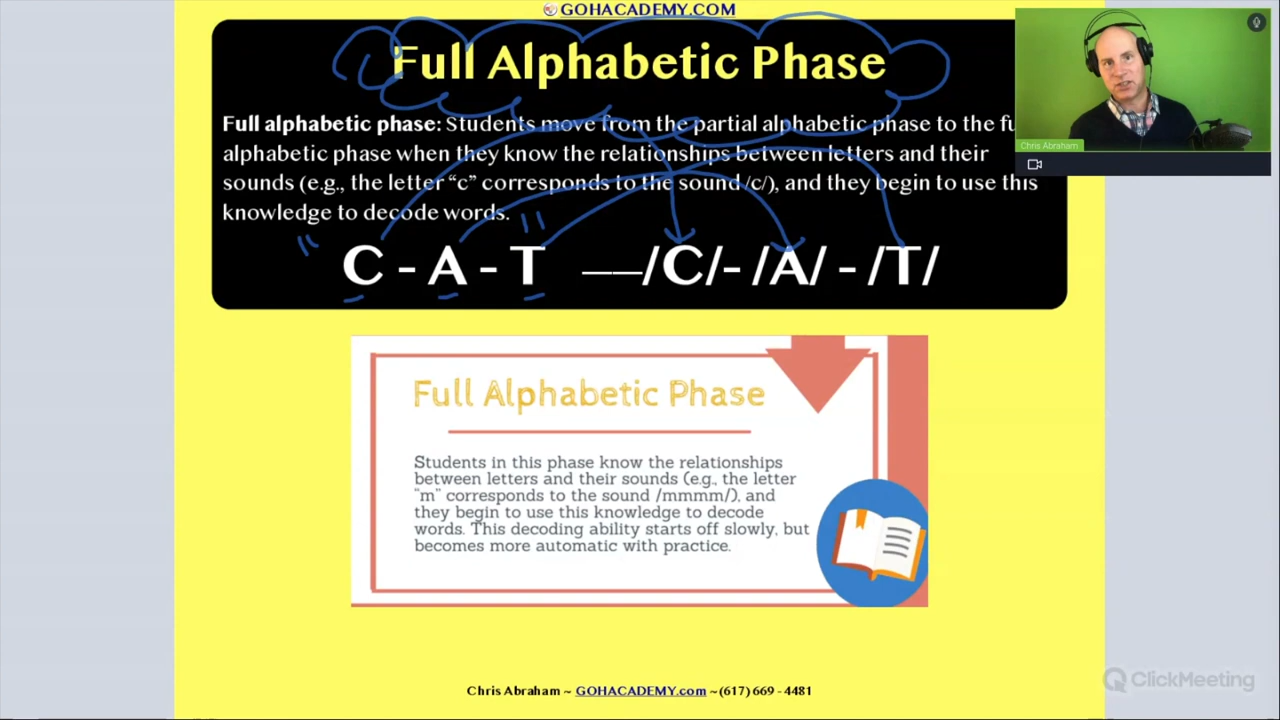 GOHACADEMY.COM
Full Alphabetic Phase
Full alphabetic phase: Students move from the partial alphabetic phase to the fu
alphabetic phase when they know the relationships between letters and their
sounds (e.g., the letter “c” corresponds to the sound /c/), and they begin to use this
knowledge to decode words.
C - A - T __/C/- /A/ - /T/
Chris Abraham
Full Alphabetic Phase
Students in this phase know the relationships
between letters and their sounds (e.g., the letter
“m” corresponds to the sound /mmmm/), and
they begin to use this knowledge to decode
words. This decoding ability starts off slowly, but
becomes more automatic with practice.
Chris Abraham ~ GOHACADEMY.com ~(617) 669 - 4481
ClickMeeting